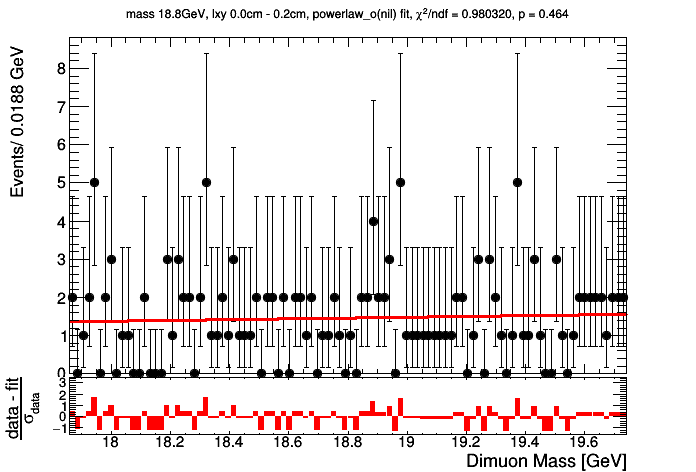 mass 18.8GeV, lxy 0.0cm - 0.2cm, powerlaw_o(nil) fit, χ²/ndf = 0.980320, p = 0.464
Events/ 0.0188 GeV
8
7
6
5
4
3
2
1
0
data - fit
σdata
3
2
1
0
−1
18 18.2 18.4 18.6 18.8 19 19.2 19.4 19.6
Dimuon Mass [GeV]